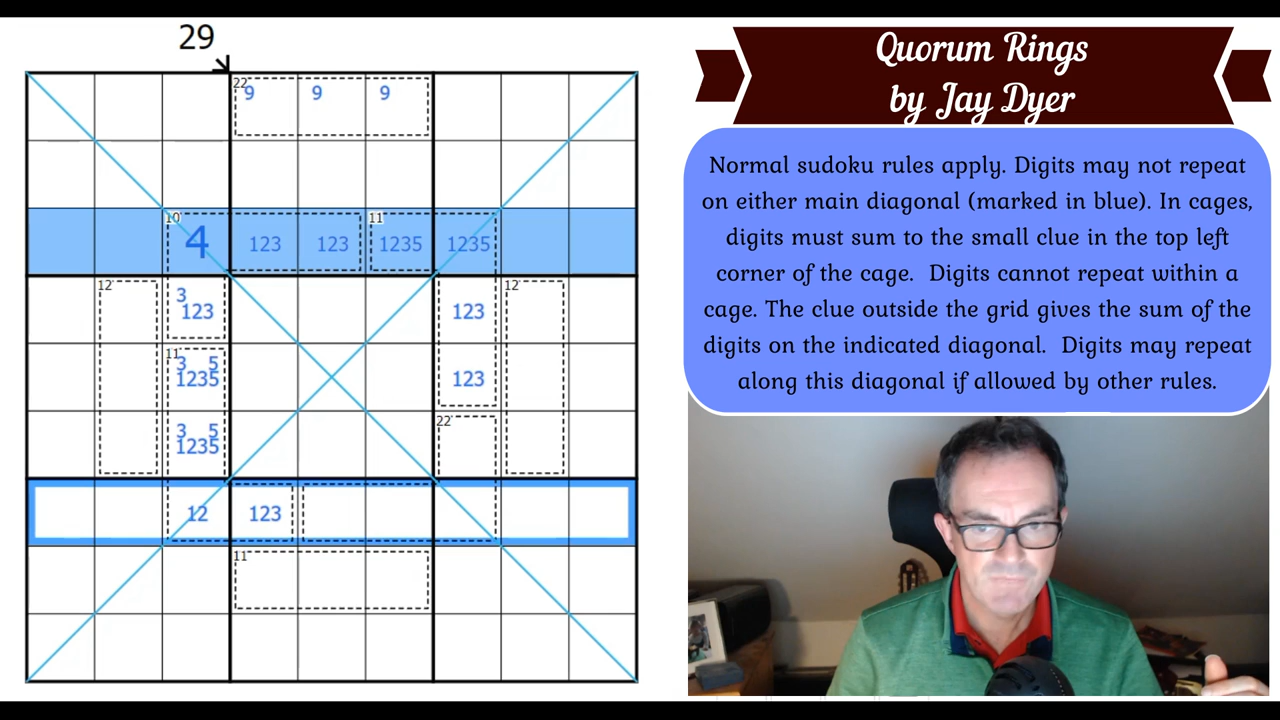 29
Quorum Rings
by Jay Dyer
Normal sudoku rules apply. Digits may not repeat
on either main diagonal (marked in blue). In cages,
digits must sum to the small clue in the top left
corner of the cage. Digits cannot repeat within a
cage. The clue outside the grid gives the sum of the
digits on the indicated diagonal. Digits may repeat
along this diagonal if allowed by other rules.
22 9 9 9
10 4 123 123 11 1235 1235
12 3 123 123 12
11 3 5 1235 123
3 5 1235 22
12 123
11